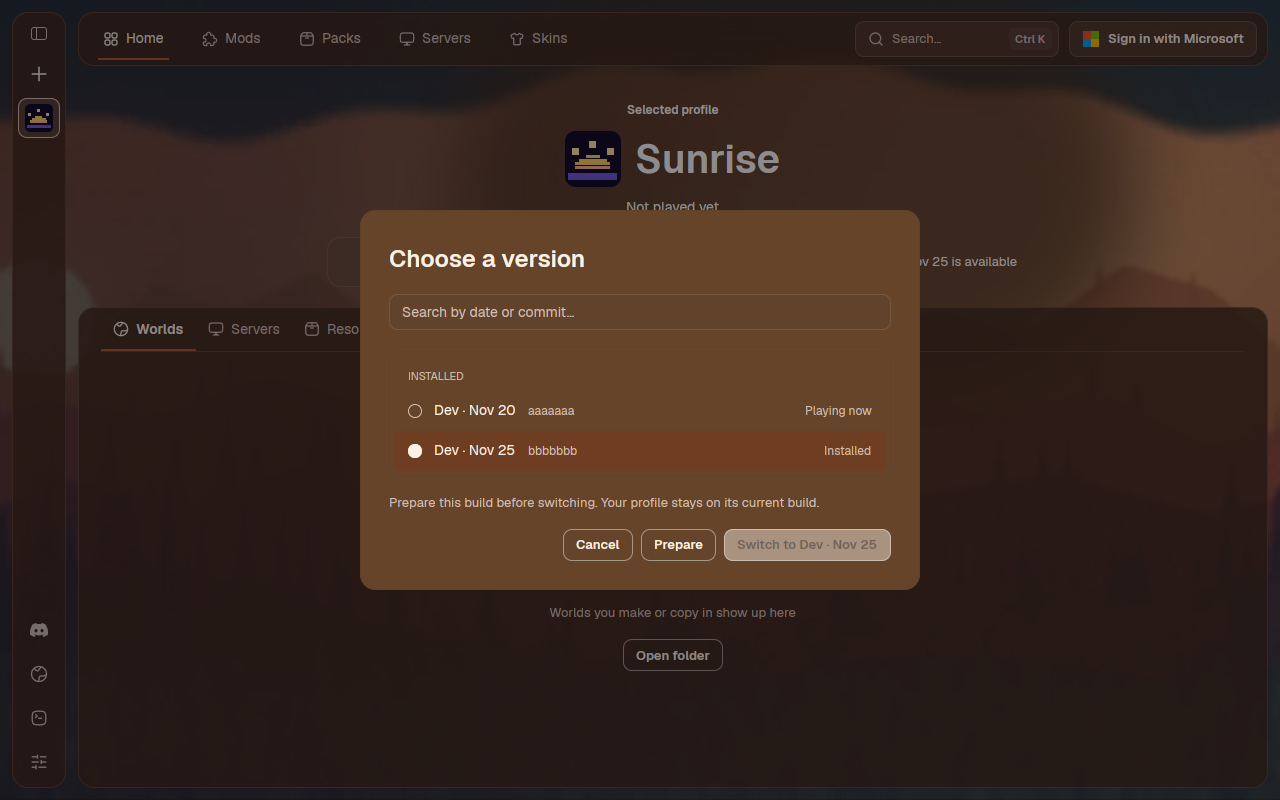 Home
Mods
Packs
Servers
Skins
Search...
Ctrl K
Sign in with Microsoft
Selected profile
Sunrise
Not played yet
ov 25 is available
Worlds
Servers
Reso
Choose a version
Search by date or commit...
INSTALLED
Dev · Nov 20 aaaaaaa Playing now
Dev · Nov 25 bbbbbbb Installed
Prepare this build before switching. Your profile stays on its current build.
Cancel
Prepare
Switch to Dev · Nov 25
Worlds you make or copy in show up here
Open folder